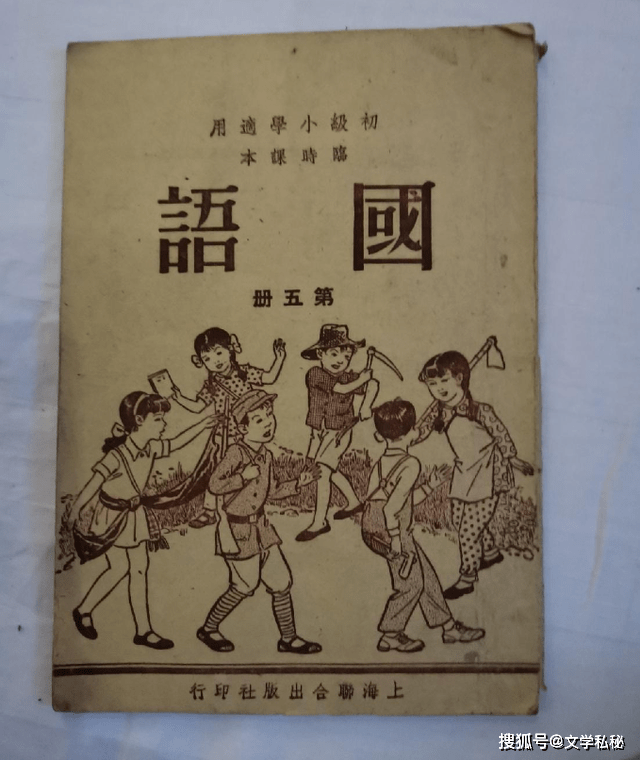 初級小學適用
臨時課本
國語
第五册
上海聯合出版社印行
搜狐号@文学私秘